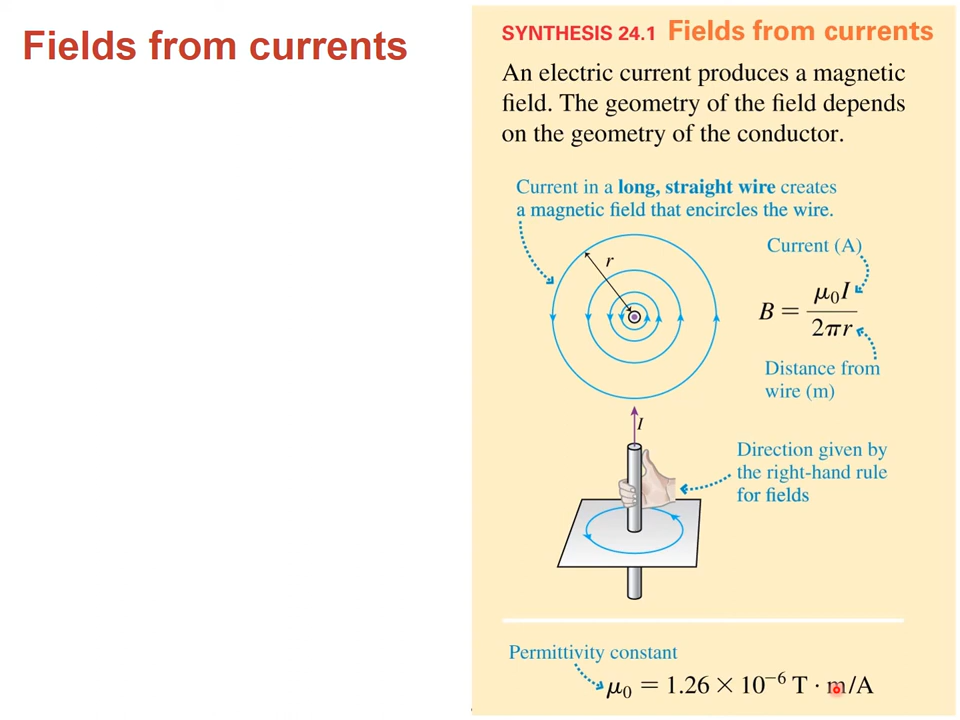 Fields from currents
SYNTHESIS 24.1 Fields from currents
An electric current produces a magnetic
field. The geometry of the field depends
on the geometry of the conductor.
Current in a long, straight wire creates
a magnetic field that encircles the wire.
r
Current (A)
B = μ₀I / 2πr
Distance from
wire (m)
I
Direction given by
the right-hand rule
for fields
Permittivity constant
μ₀ = 1.26 × 10⁻⁶ T · m/A